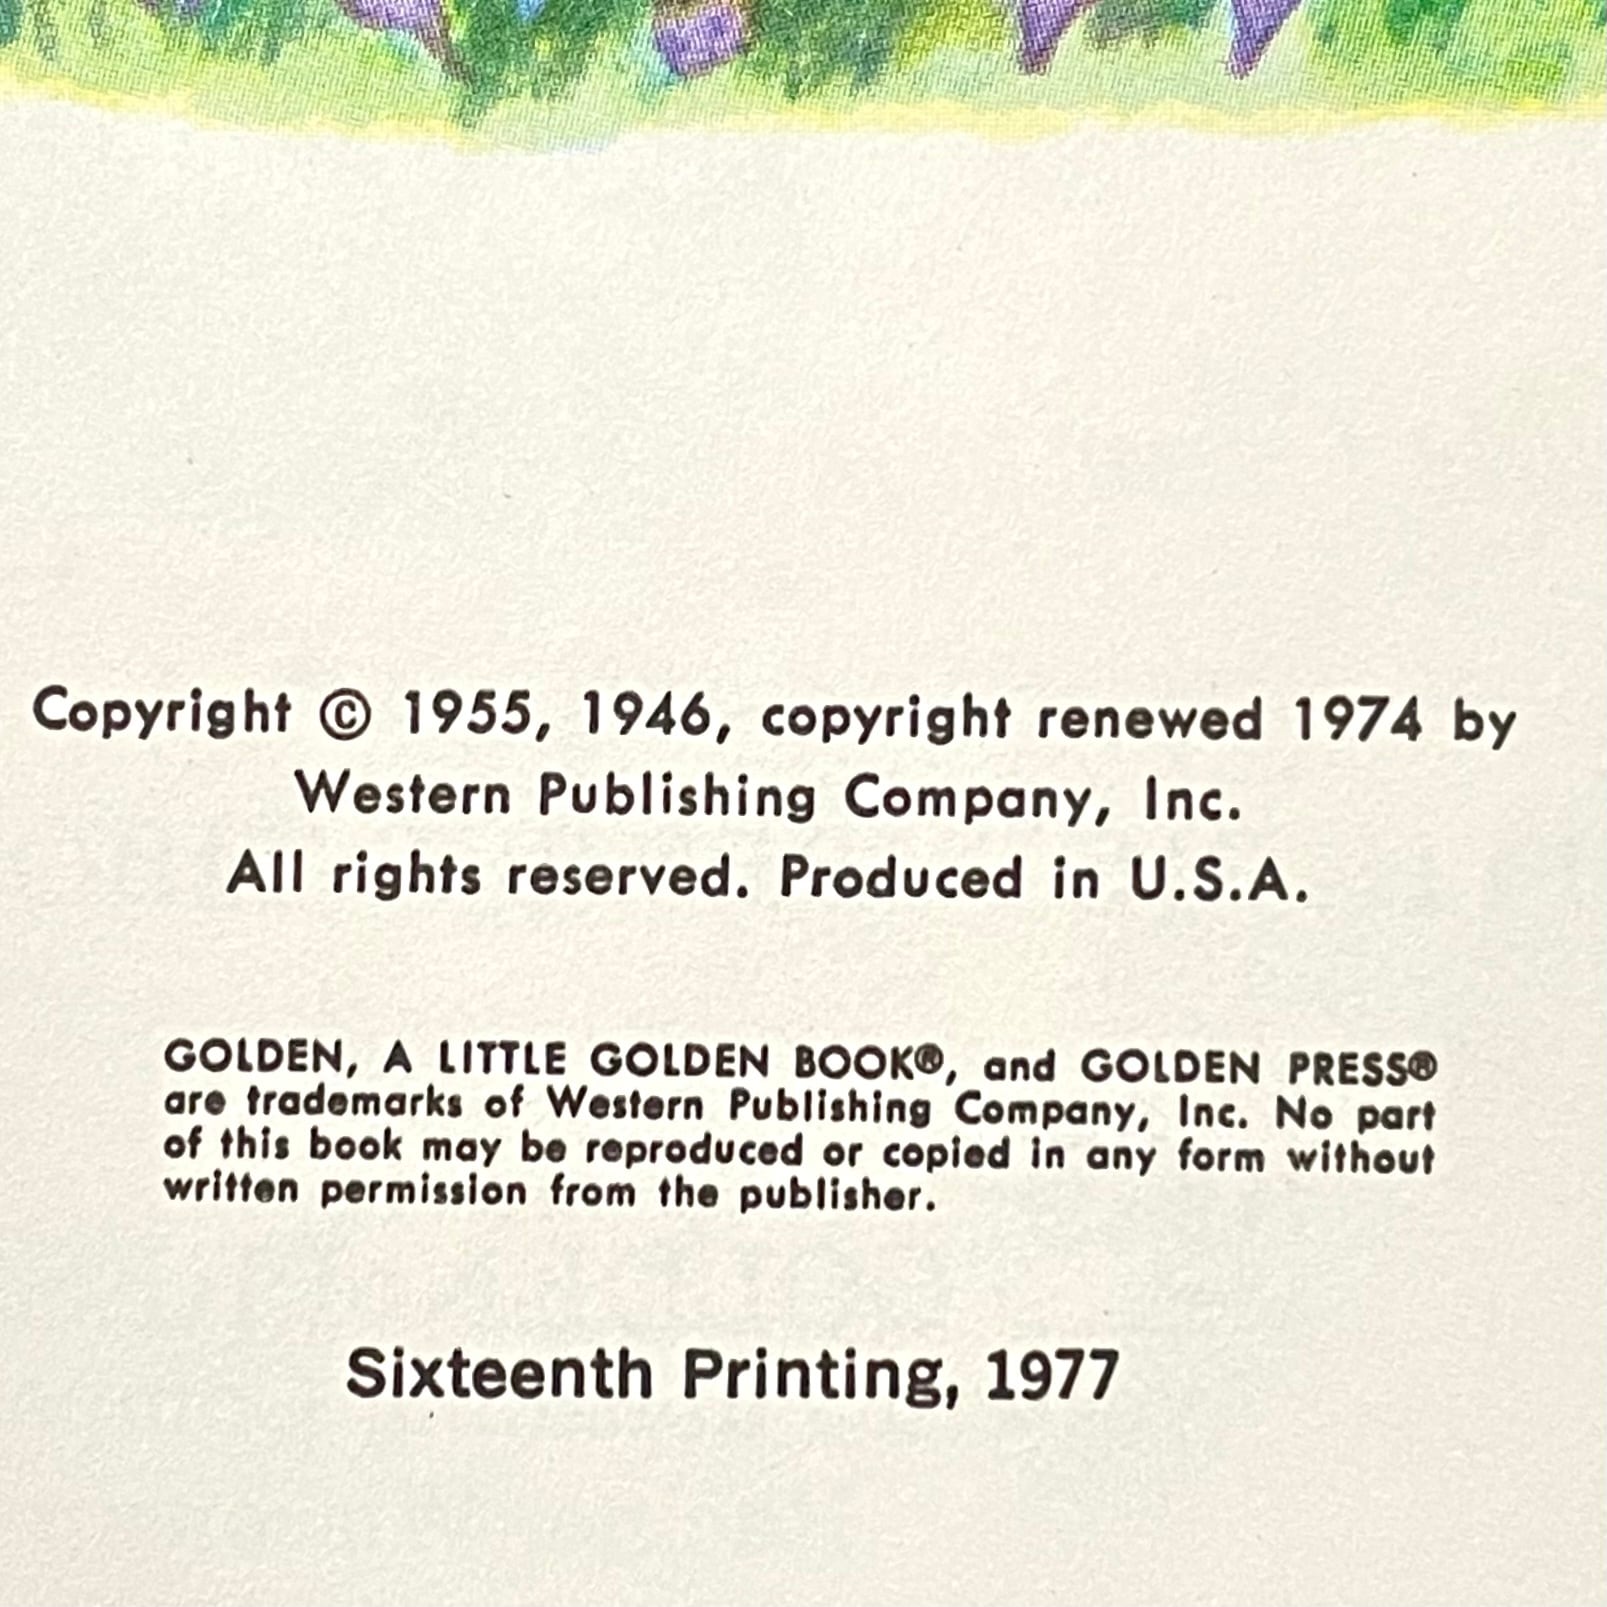 Copyright © 1955, 1946, copyright renewed 1974 by
Western Publishing Company, Inc.
All rights reserved. Produced in U.S.A.
GOLDEN, A LITTLE GOLDEN BOOK®, and GOLDEN PRESS®
are trademarks of Western Publishing Company, Inc. No part
of this book may be reproduced or copied in any form without
written permission from the publisher.
Sixteenth Printing, 1977